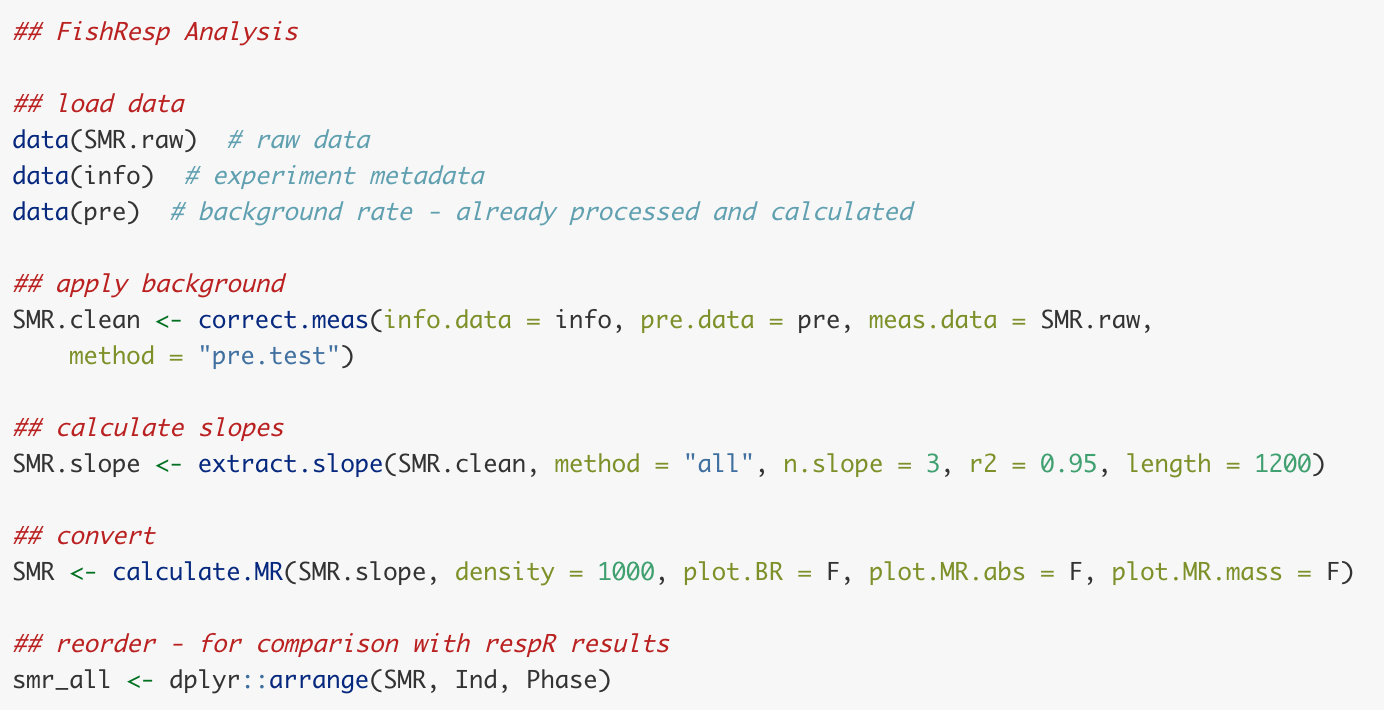 ## FishResp Analysis
## load data
data(SMR.raw)  # raw data
data(info)  # experiment metadata
data(pre)  # background rate - already processed and calculated
## apply background
SMR.clean <- correct.meas(info.data = info, pre.data = pre, meas.data = SMR.raw,
    method = "pre.test")
## calculate slopes
SMR.slope <- extract.slope(SMR.clean, method = "all", n.slope = 3, r2 = 0.95, length = 1200)
## convert
SMR <- calculate.MR(SMR.slope, density = 1000, plot.BR = F, plot.MR.abs = F, plot.MR.mass = F)
## reorder - for comparison with respR results
smr_all <- dplyr::arrange(SMR, Ind, Phase)